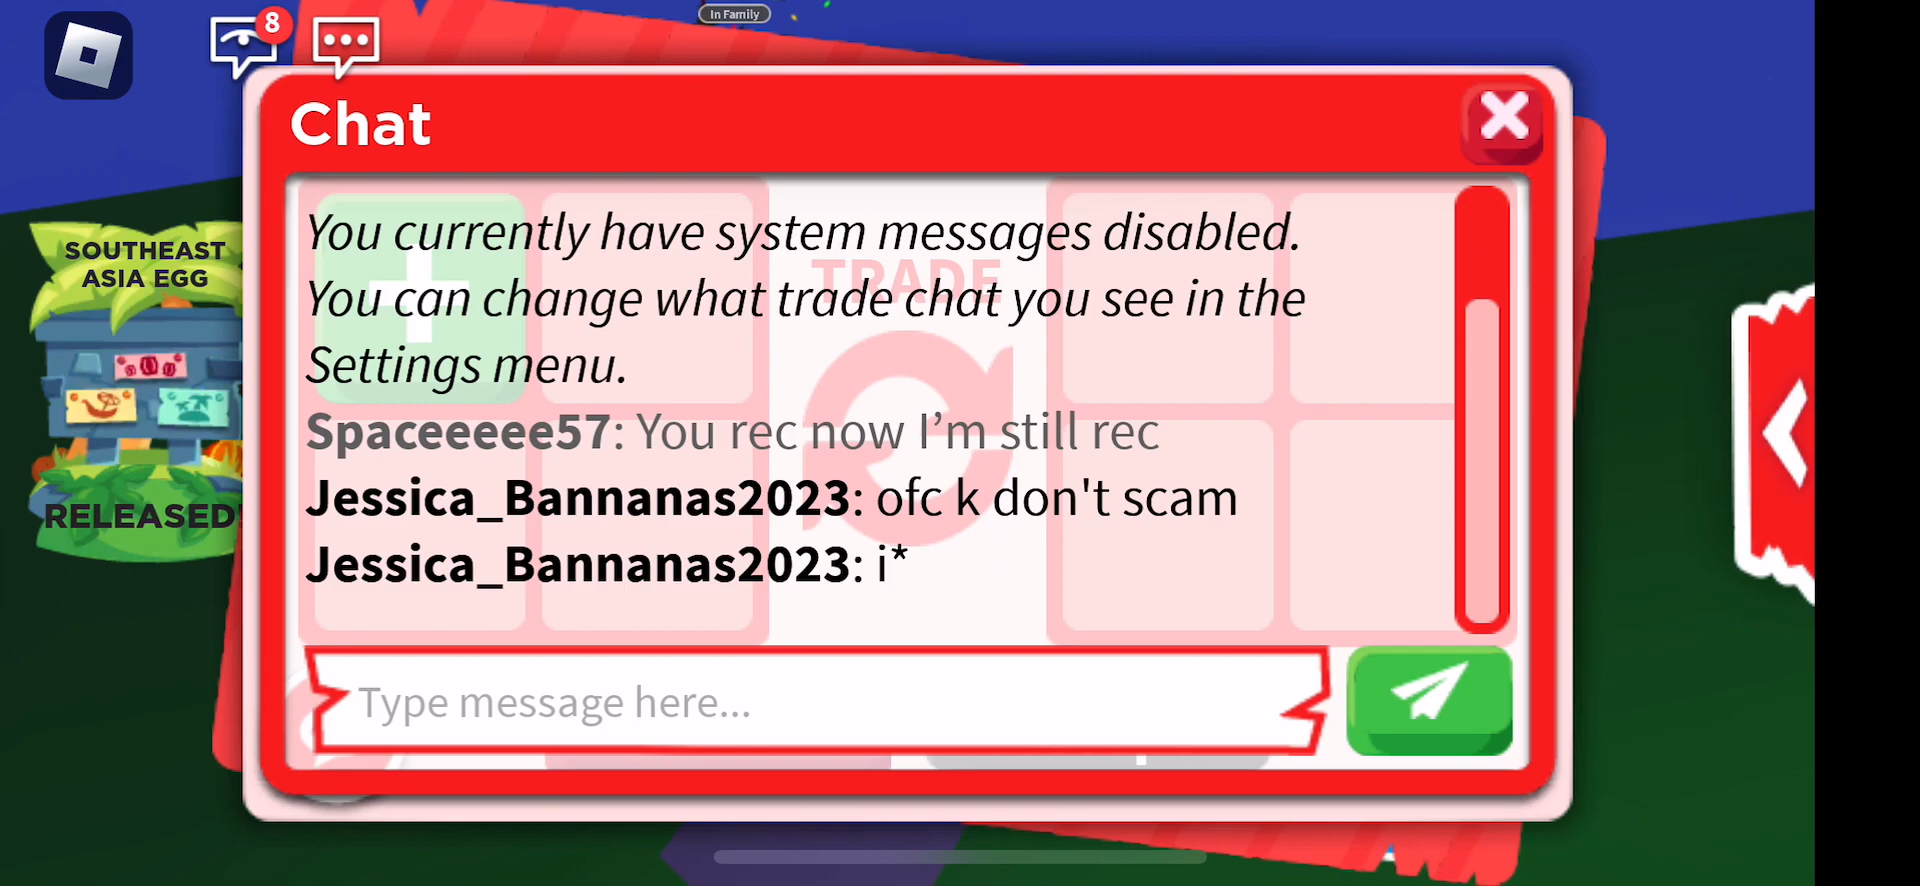 In Family
8
Chat
SOUTHEAST
ASIA EGG
RELEASED
TRADE
You currently have system messages disabled.
You can change what trade chat you see in the
Settings menu.
Spaceeeee57: You rec now I’m still rec
Jessica_Bannanas2023: ofc k don't scam
Jessica_Bannanas2023: i*
Type message here...